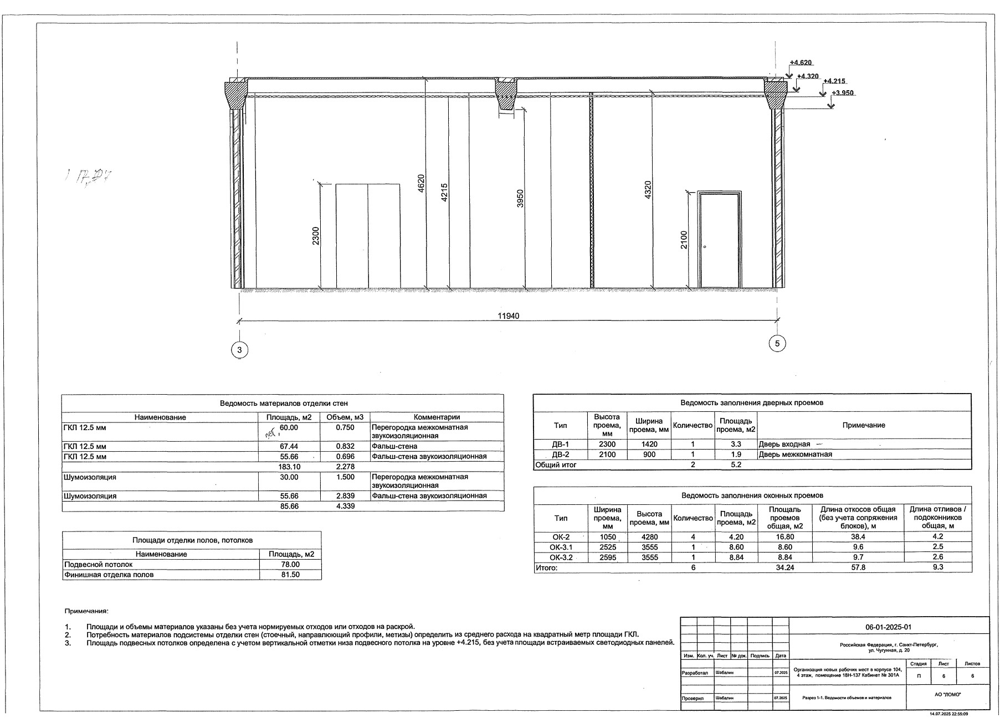 +4.620
+4.320
+4.215
+3.950
4620
4215
3950
4320
2300
2100
11940
3
5
Ведомость материалов отделки стен
Наименование Площадь, м2 Объем, м3 Комментарии
ГКЛ 12.5 мм 60.00 0.750 Перегородка межкомнатная
звукоизоляционная
ГКЛ 12.5 мм 67.44 0.832 Фальш-стена
ГКЛ 12.5 мм 55.66 0.696 Фальш-стена звукоизоляционная
183.10 2.278
Шумоизоляция 30.00 1.500 Перегородка межкомнатная
звукоизоляционная
Шумоизоляция 55.66 2.839 Фальш-стена звукоизоляционная
85.66 4.339
Площади отделки полов, потолков
Наименование Площадь, м2
Подвесной потолок 78.00
Финишная отделка полов 81.50
Ведомость заполнения дверных проемов
Тип Высота проема, мм Ширина проема, мм Количество Площадь проема, м2 Примечание
ДВ-1 2300 1420 1 3.3 Дверь входная
ДВ-2 2100 900 1 1.9 Дверь межкомнатная
Общий итог 2 5.2
Ведомость заполнения оконных проемов
Тип Ширина проема, мм Высота проема, мм Количество Площадь проема, м2 Площаль проемов общая, м2 Длина откосов общая (без учета сопряжения блоков), м Длина отливов / подоконников общая, м
ОК-2 1050 4280 4 4.20 16.80 38.4 4.2
ОК-3.1 2525 3555 1 8.60 8.60 9.6 2.5
ОК-3.2 2595 3555 1 8.84 8.84 9.7 2.6
Итого: 6 34.24 57.8 9.3
Примечания:
1. Площади и объемы материалов указаны без учета нормируемых отходов или отходов на раскрой.
2. Потребность материалов подсистемы отделки стен (стоечный, направлюющий профили, метизы) определить из среднего расхода на квадратный метр площади ГКЛ.
3. Площадь подвесных потолков определена с учетом вертикальной отметки низа подвесного потолка на уровне +4.215, без учета площади встраиваемых светодиодных панелей.
06-01-2025-01
Российская Федерация, г. Санкт-Петербург,
ул. Чугунная, д. 20
Изм. Кол. уч. Лист № док. Подпись Дата
Разработал Шабалин 07.2025
Организация новых рабочих мест в корпусе 104,
4 этаж, помещение 18Н-137 Кабинет № 301А
Стадия Лист Листов
П 6 6
Проверил Шабалин 07.2025
Разрез 1-1. Ведомости объемов и материалов
АО "ЛОМО"
14.07.2025 22:55:09